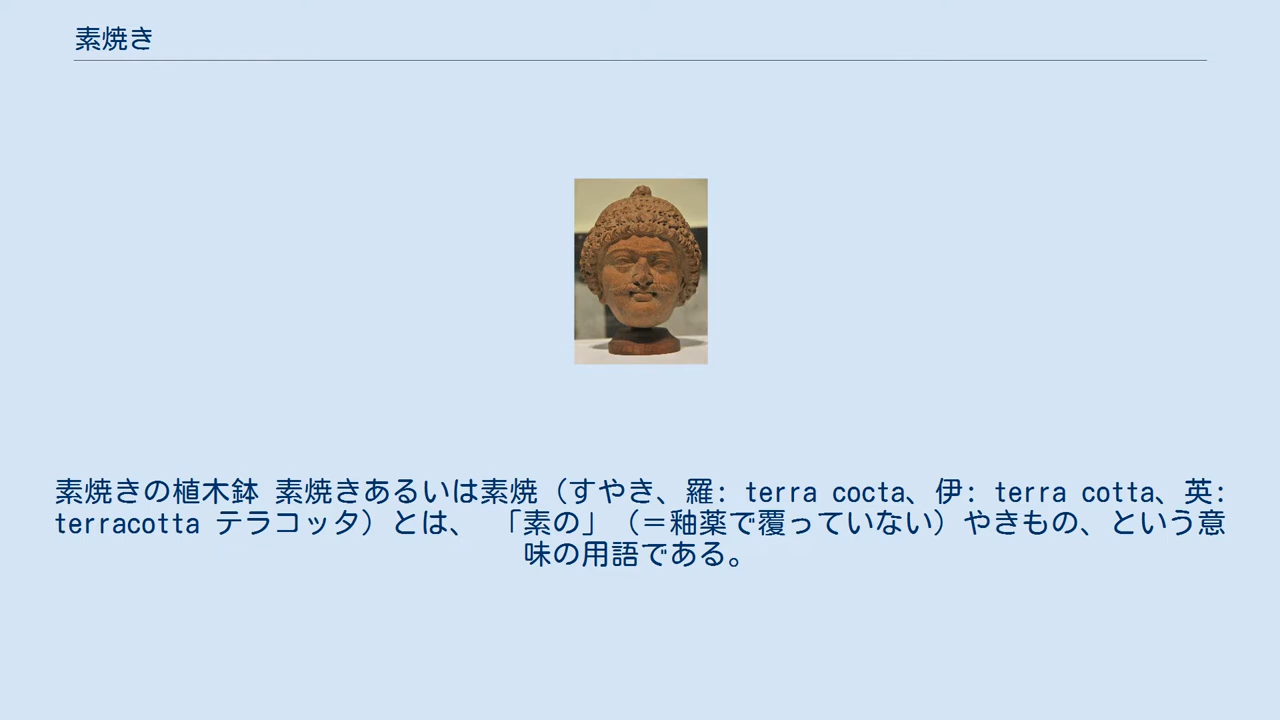 素焼き
素焼きの植木鉢 素焼きあるいは素焼（すやき、羅: terra cocta、伊: terra cotta、英:
terracotta テラコッタ）とは、 「素の」（＝釉薬で覆っていない）やきもの、という意
味の用語である。